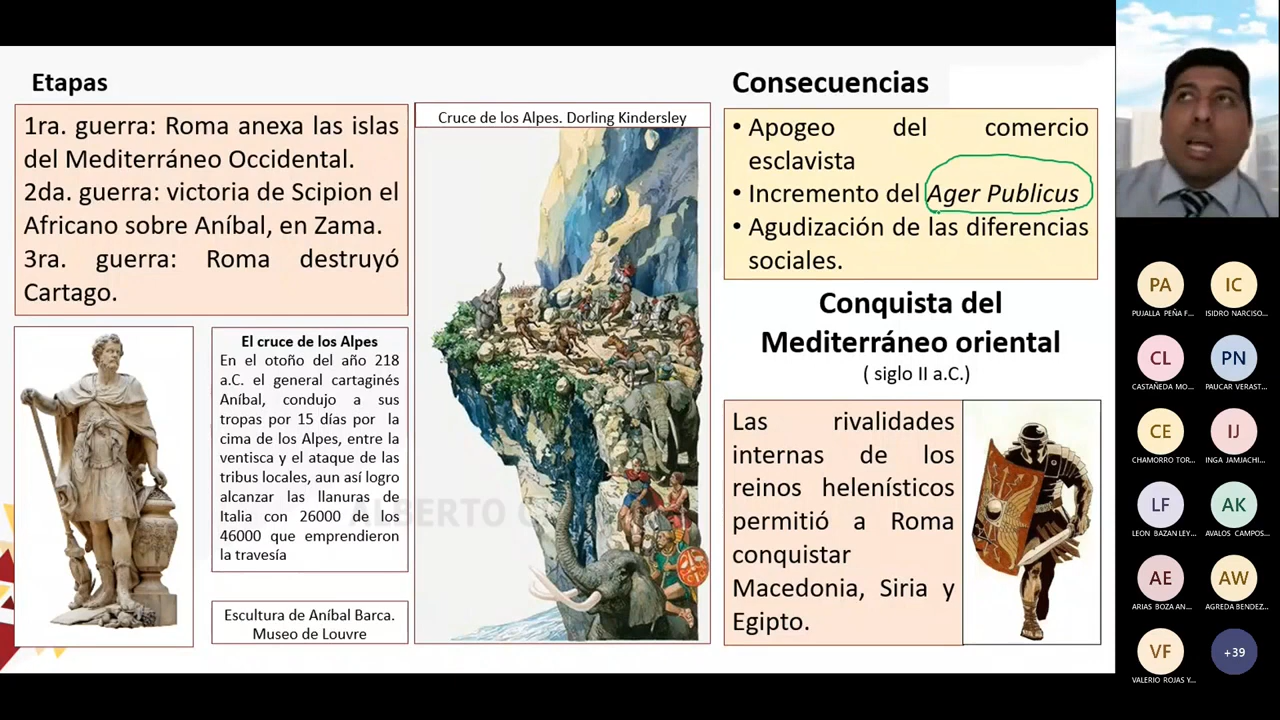 Etapas
1ra. guerra: Roma anexa las islas
del Mediterráneo Occidental.
2da. guerra: victoria de Scipion el
Africano sobre Aníbal, en Zama.
3ra. guerra: Roma destruyó
Cartago.
El cruce de los Alpes
En el otoño del año 218
a.C. el general cartaginés
Aníbal, condujo a sus
tropas por 15 días por la
cima de los Alpes, entre la
ventisca y el ataque de las
tribus locales, aun así logro
alcanzar las llanuras de
Italia con 26000 de los
46000 que emprendieron
la travesía
Escultura de Aníbal Barca.
Museo de Louvre
Cruce de los Alpes. Dorling Kindersley
ALBERTO
Consecuencias
• Apogeo del comercio
esclavista
• Incremento del Ager Publicus
• Agudización de las diferencias
sociales.
Conquista del
Mediterráneo oriental
( siglo II a.C.)
Las rivalidades
internas de los
reinos helenísticos
permitió a Roma
conquistar
Macedonia, Siria y
Egipto.
PA
PUJALLA PEÑA F...
IC
ISIDRO NARCISO...
CL
CASTAÑEDA MO...
PN
PAUCAR VERAST...
CE
CHAMORRO TOR...
IJ
INGA JAMJACHI...
LF
LEON BAZAN LEY...
AK
AVALOS CAMPOS...
AE
ARIAS BOZA AN...
AW
AGREDA BENDEZ...
VF
VALERIO ROJAS Y...
+39